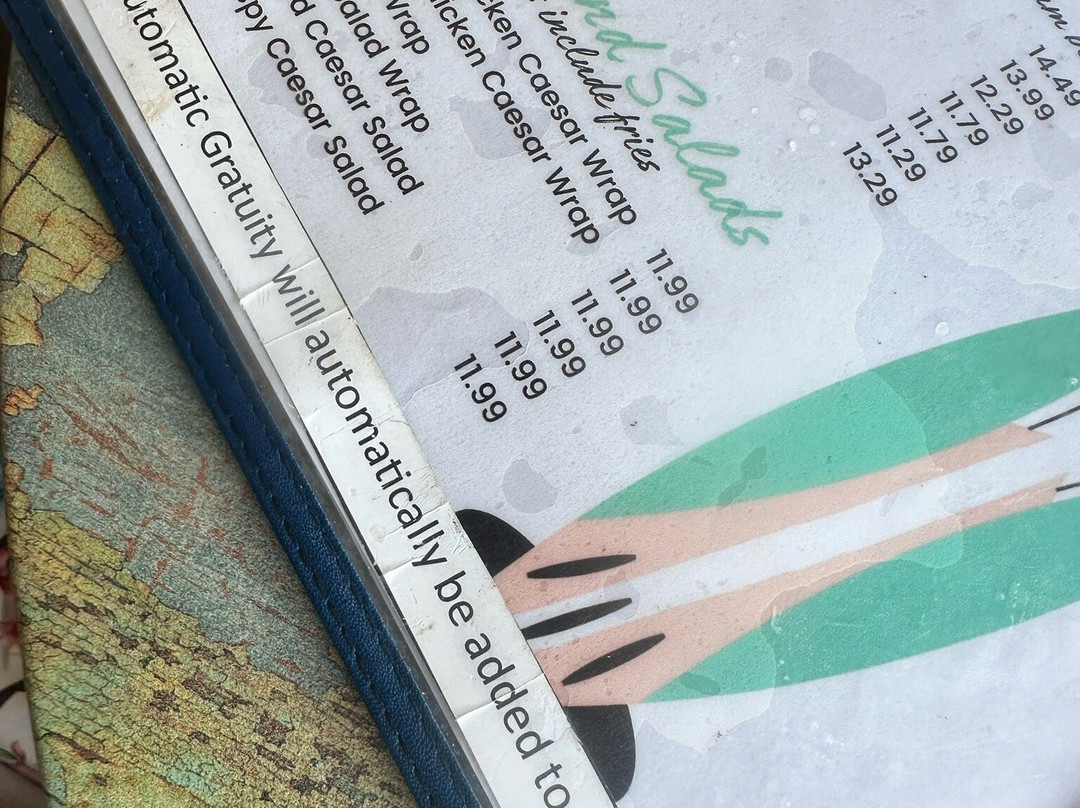 14.49
13.99
12.29
11.79
11.79
11.29
13.29
nd Salads
include fries
cken Caesar Wrap 11.99
icken Caesar Wrap 11.99
Wrap 11.99
alad Wrap 11.99
d Caesar Salad 11.99
py Caesar Salad 11.99
utomatic Gratuity will automatically be added to